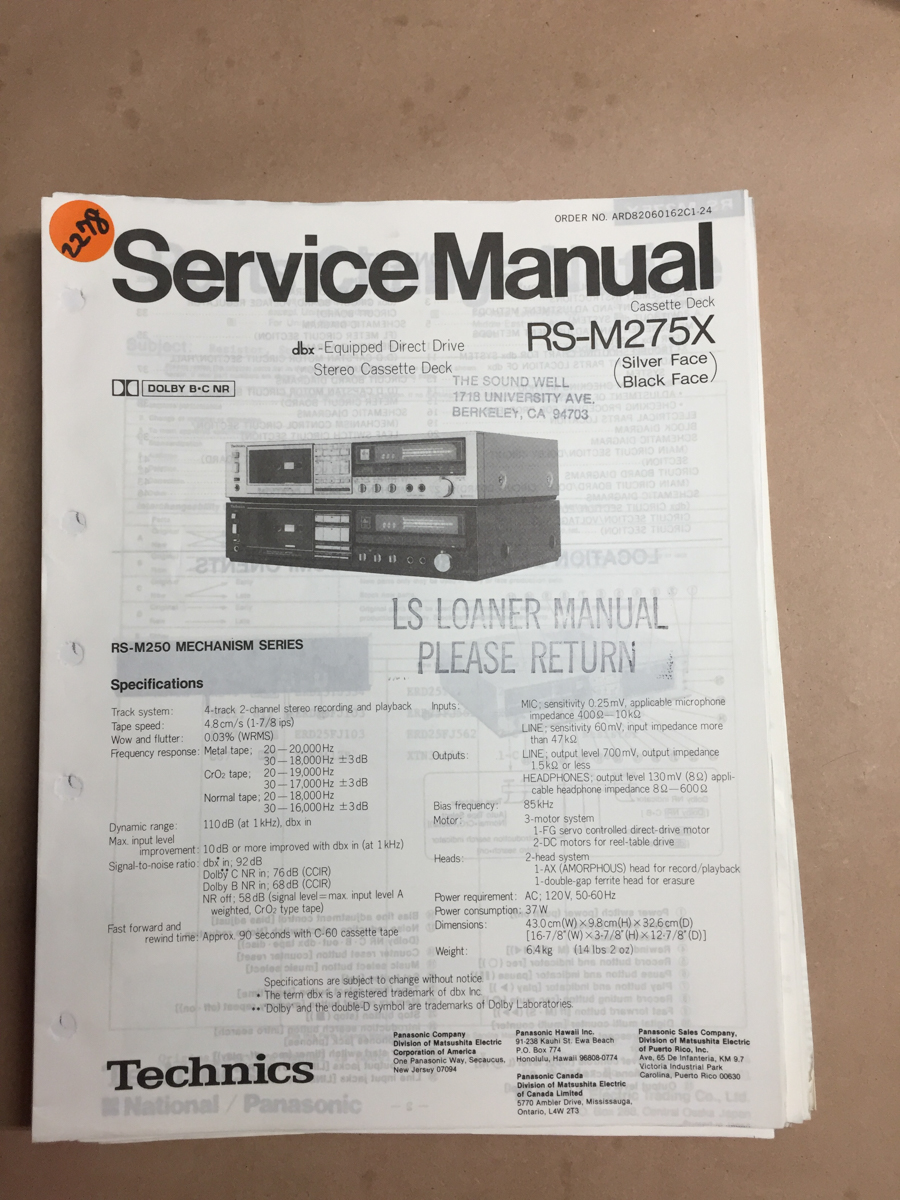 2278
ORDER NO. ARD82060162C1-24
Service Manual
Cassette Deck
RS-M275X
(Silver Face)
(Black Face)
dbx-Equipped Direct Drive
Stereo Cassette Deck
DOLBY B·C NR
THE SOUND WELL
1718 UNIVERSITY AVE.
BERKELEY, CA 94703
LS LOANER MANUAL
PLEASE RETURN
RS-M250 MECHANISM SERIES
Specifications
Track system: 4-track 2-channel stereo recording and playback
Tape speed: 4.8cm/s (1-7/8 ips)
Wow and flutter: 0.03% (WRMS)
Frequency response: Metal tape; 20—20,000Hz
30—18,000Hz ±3dB
CrO2 tape; 20—19,000Hz
30—17,000Hz ±3dB
Normal tape; 20—18,000Hz
30—16,000Hz ±3dB
Dynamic range: 110dB (at 1kHz), dbx in
Max. input level
improvement: 10dB or more improved with dbx in (at 1kHz)
Signal-to-noise ratio: dbx* in; 92dB
Dolby** C NR in; 76dB (CCIR)
Dolby B NR in; 68dB (CCIR)
NR off; 58dB (signal level=max. input level A
weighted, CrO2 type tape)
Fast forward and
rewind time: Approx. 90 seconds with C-60 cassette tape
Inputs: MIC; sensitivity 0.25mV, applicable microphone
impedance 400Ω—10kΩ
LINE; sensitivity 60mV, input impedance more
than 47kΩ
Outputs: LINE; output level 700mV, output impedance
1.5kΩ or less
HEADPHONES; output level 130mV (8Ω) appli-
cable headphone impedance 8Ω—600Ω
Bias frequency: 85kHz
Motor: 3-motor system
1-FG servo controlled direct-drive motor
2-DC motors for reel-table drive
Heads: 2-head system
1-AX (AMORPHOUS) head for record/playback
1-double-gap ferrite head for erasure
Power requirement: AC; 120V, 50-60Hz
Power consumption: 37W
Dimensions: 43.0cm(W)×9.8cm(H)×32.6cm(D)
[16-7/8"(W)×3-7/8"(H)×12-7/8"(D)]
Weight: 6.4kg (14 lbs 2 oz)
Specifications are subject to change without notice.
* The term dbx is a registered trademark of dbx Inc.
** 'Dolby' and the double-D symbol are trademarks of Dolby Laboratories.
Technics
National / Panasonic
Panasonic Company
Division of Matsushita Electric
Corporation of America
One Panasonic Way, Secaucus,
New Jersey 07094
Panasonic Hawaii Inc.
91-238 Kauhi St. Ewa Beach
P.O. Box 774
Honolulu, Hawaii 96808-0774
Panasonic Canada
Division of Matsushita Electric
of Canada Limited
5770 Ambler Drive, Mississauga,
Ontario, L4W 2T3
Panasonic Sales Company,
Division of Matsushita Electric
of Puerto Rico, Inc.
Ave, 65 De Infanteria, KM 9.7
Victoria Industrial Park
Carolina, Puerto Rico 00630